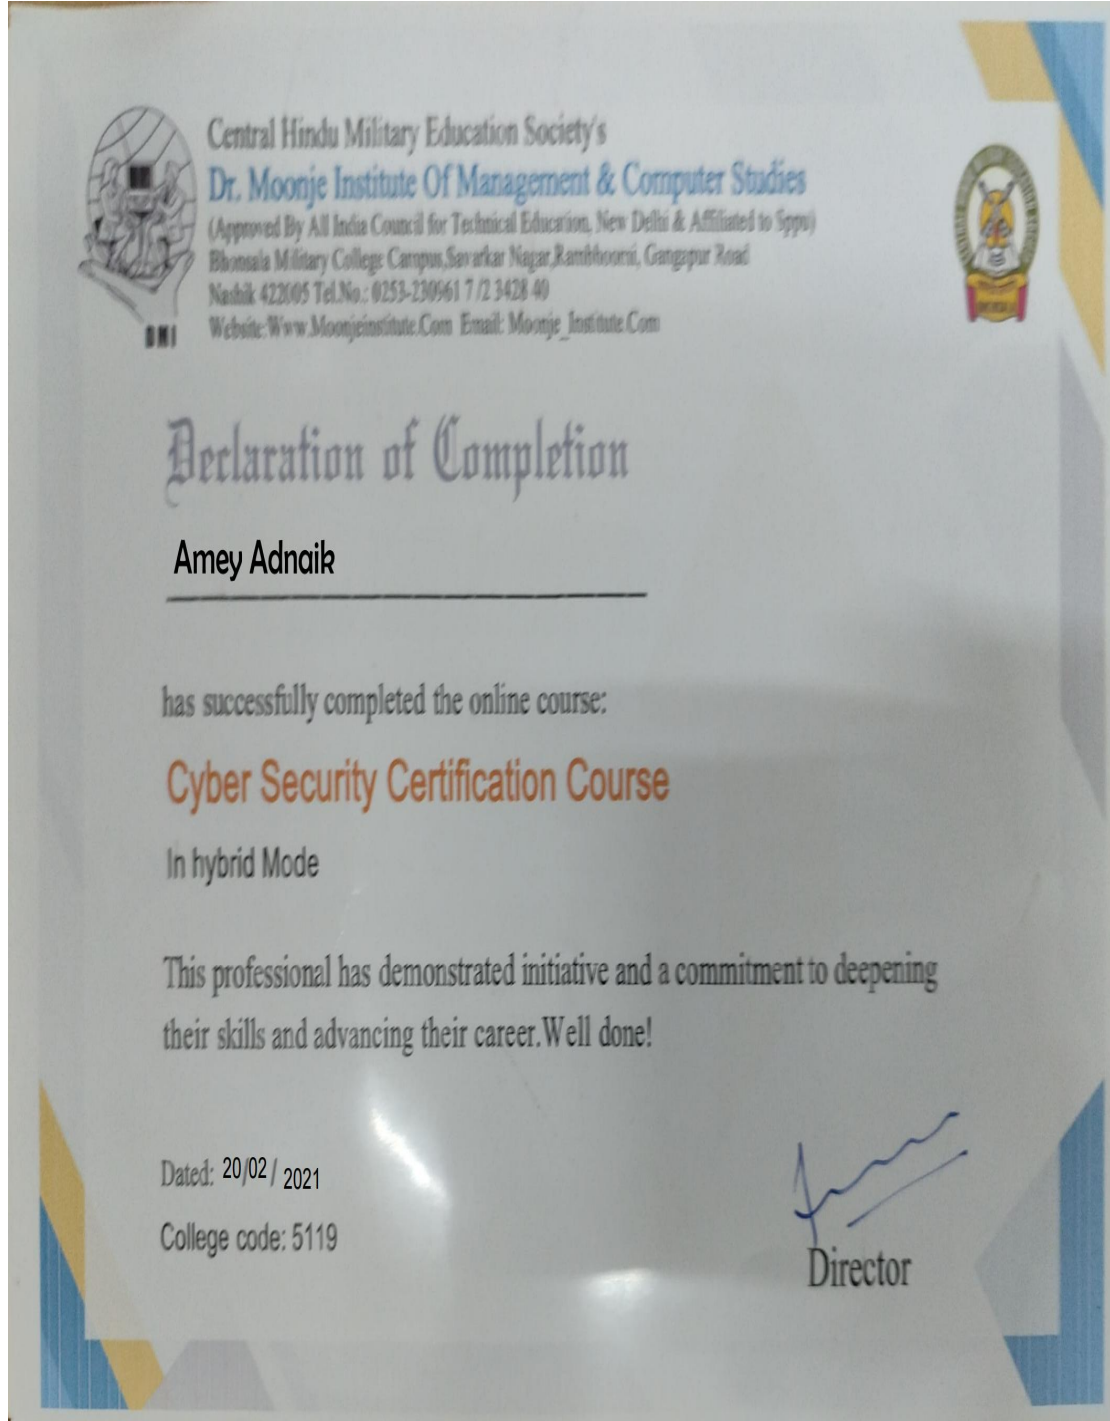 Central Hindu Military Education Society's
Dr. Moonje Institute Of Management & Computer Studies
(Approved By All India Council for Technical Education, New Delhi & Affiliated to Sppu)
Bhonsala Military College Campus,Savarkar Nagar,Rambhoomi, Gangapur Road
Nashik 422005 Tel.No.: 0253-230961 7 /2 3428 40
Website:Www.Moonjeinstitute.Com Email: Moonje_Institute.Com
DMI
Declaration of Completion
Amey Adnaik
has successfully completed the online course:
Cyber Security Certification Course
In hybrid Mode
This professional has demonstrated initiative and a commitment to deepening
their skills and advancing their career.Well done!
Dated: 20/02/ 2021
College code: 5119
Director